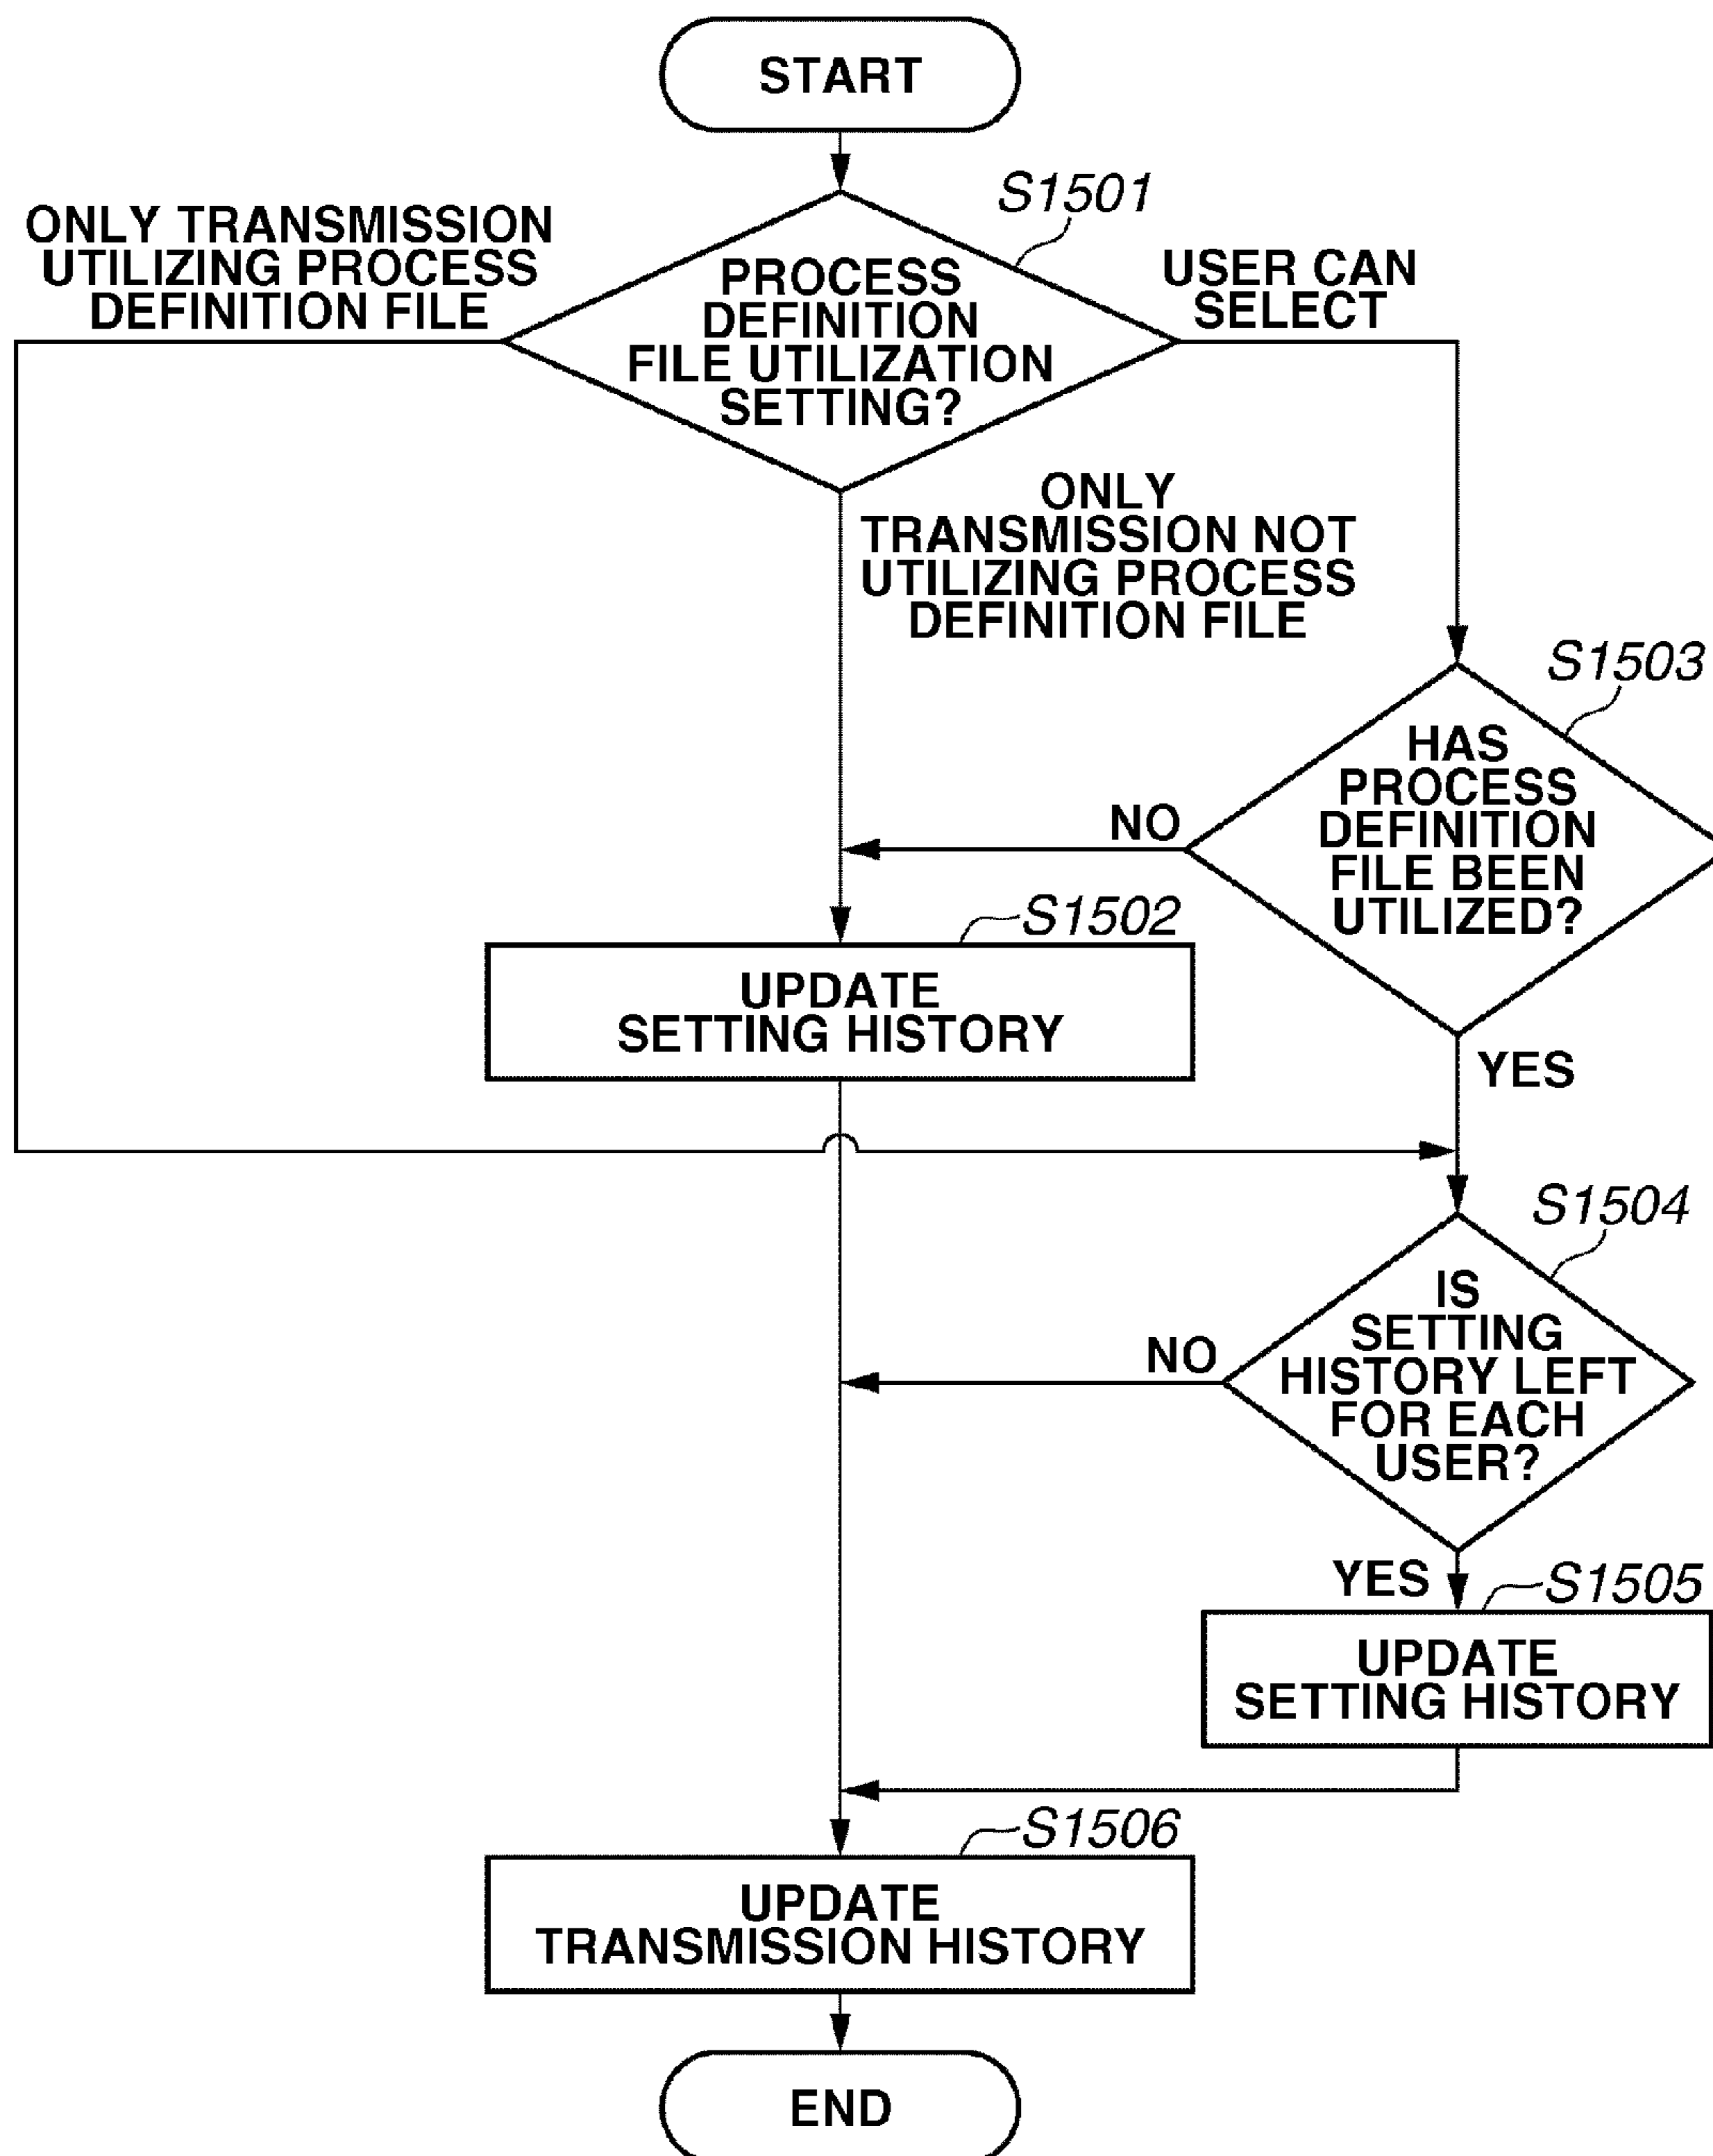 START
S1501
ONLY TRANSMISSION
UTILIZING PROCESS
DEFINITION FILE
PROCESS
DEFINITION
FILE UTILIZATION
SETTING?
USER CAN
SELECT
ONLY
TRANSMISSION NOT
UTILIZING PROCESS
DEFINITION FILE
S1503
HAS
PROCESS
DEFINITION
FILE BEEN
UTILIZED?
NO
S1502
UPDATE
SETTING HISTORY
YES
S1504
IS
SETTING
HISTORY LEFT
FOR EACH
USER?
NO
YES
S1505
UPDATE
SETTING HISTORY
S1506
UPDATE
TRANSMISSION HISTORY
END